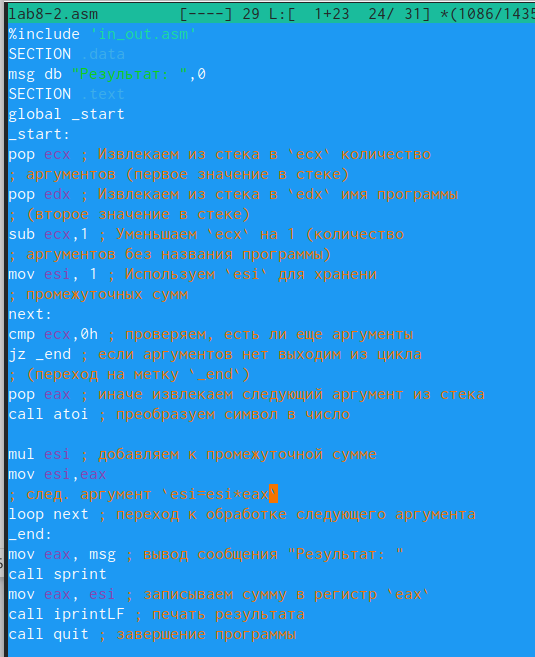 lab8-2.asm [----] 29 L:[ 1+23 24/ 31] *(1086/1435
%include 'in_out.asm'
SECTION .data
msg db "Результат: ",0
SECTION .text
global _start
_start:
pop ecx ; Извлекаем из стека в `ecx` количество
; аргументов (первое значение в стеке)
pop edx ; Извлекаем из стека в `edx` имя программы
; (второе значение в стеке)
sub ecx,1 ; Уменьшаем `ecx` на 1 (количество
; аргументов без названия программы)
mov esi, 1 ; Используем `esi` для хранени
; промежуточных сумм
next:
cmp ecx,0h ; проверяем, есть ли еще аргументы
jz _end ; если аргументов нет выходим из цикла
; (переход на метку `_end`)
pop eax ; иначе извлекаем следующий аргумент из стека
call atoi ; преобразуем символ в число
mul esi ; добавляем к промежуточной сумме
mov esi,eax
; след. аргумент `esi=esi*eax`
loop next ; переход к обработке следующего аргумента
_end:
mov eax, msg ; вывод сообщения "Результат: "
call sprint
mov eax, esi ; записываем сумму в регистр `eax`
call iprintLF ; печать результата
call quit ; завершение программы